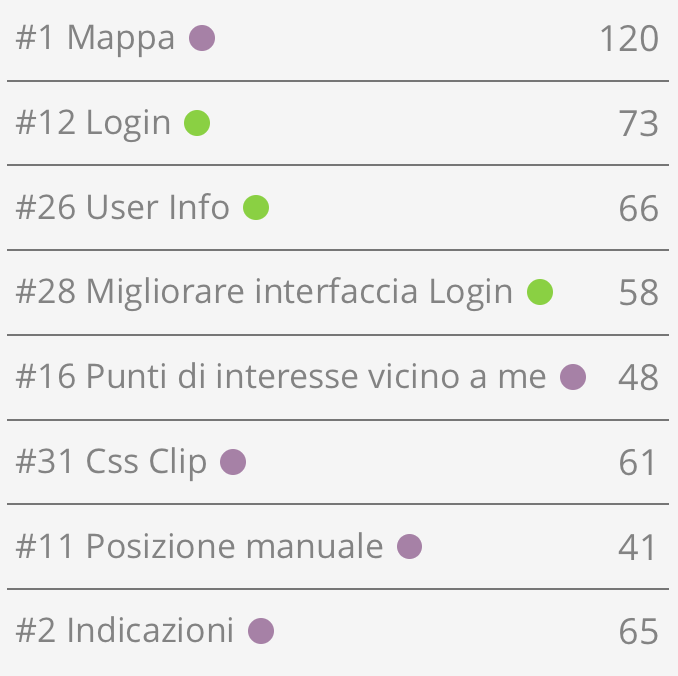 #1 Mappa 120
#12 Login 73
#26 User Info 66
#28 Migliorare interfaccia Login 58
#16 Punti di interesse vicino a me 48
#31 Css Clip 61
#11 Posizione manuale 41
#2 Indicazioni 65